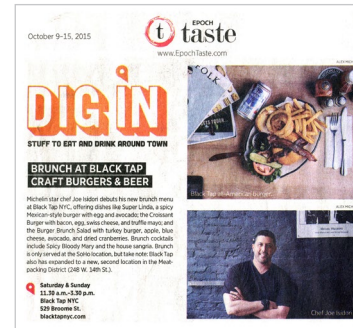 October 9-15, 2015
t
EPOCH
taste
www.EpochTaste.com
DIG IN
STUFF TO EAT AND DRINK AROUND TOWN
BRUNCH AT BLACK TAP
CRAFT BURGERS & BEER
Michelin star chef Joe Isidori debuts his new brunch menu
at Black Tap NYC, offering dishes like Super Linda, a spicy
Mexican-style burger with egg and avocado; the Croissant
Burger with bacon, egg, swiss cheese, and truffle mayo; and
the Burger Brunch Salad with turkey burger, apple, blue
cheese, avocado, and dried cranberries. Brunch cocktails
include Spicy Bloody Mary and the house sangria. Brunch
is only served at the SoHo location, but take note: Black Tap
also has expanded to a new, second location in the Meat-
packing District (248 W. 14th St.).
Saturday & Sunday
11.30 a.m.-3.30 p.m.
Black Tap NYC
529 Broome St.
blacktapnyc.com
FOLK
Black Tap all-American burger.
Chef Joe Isidori